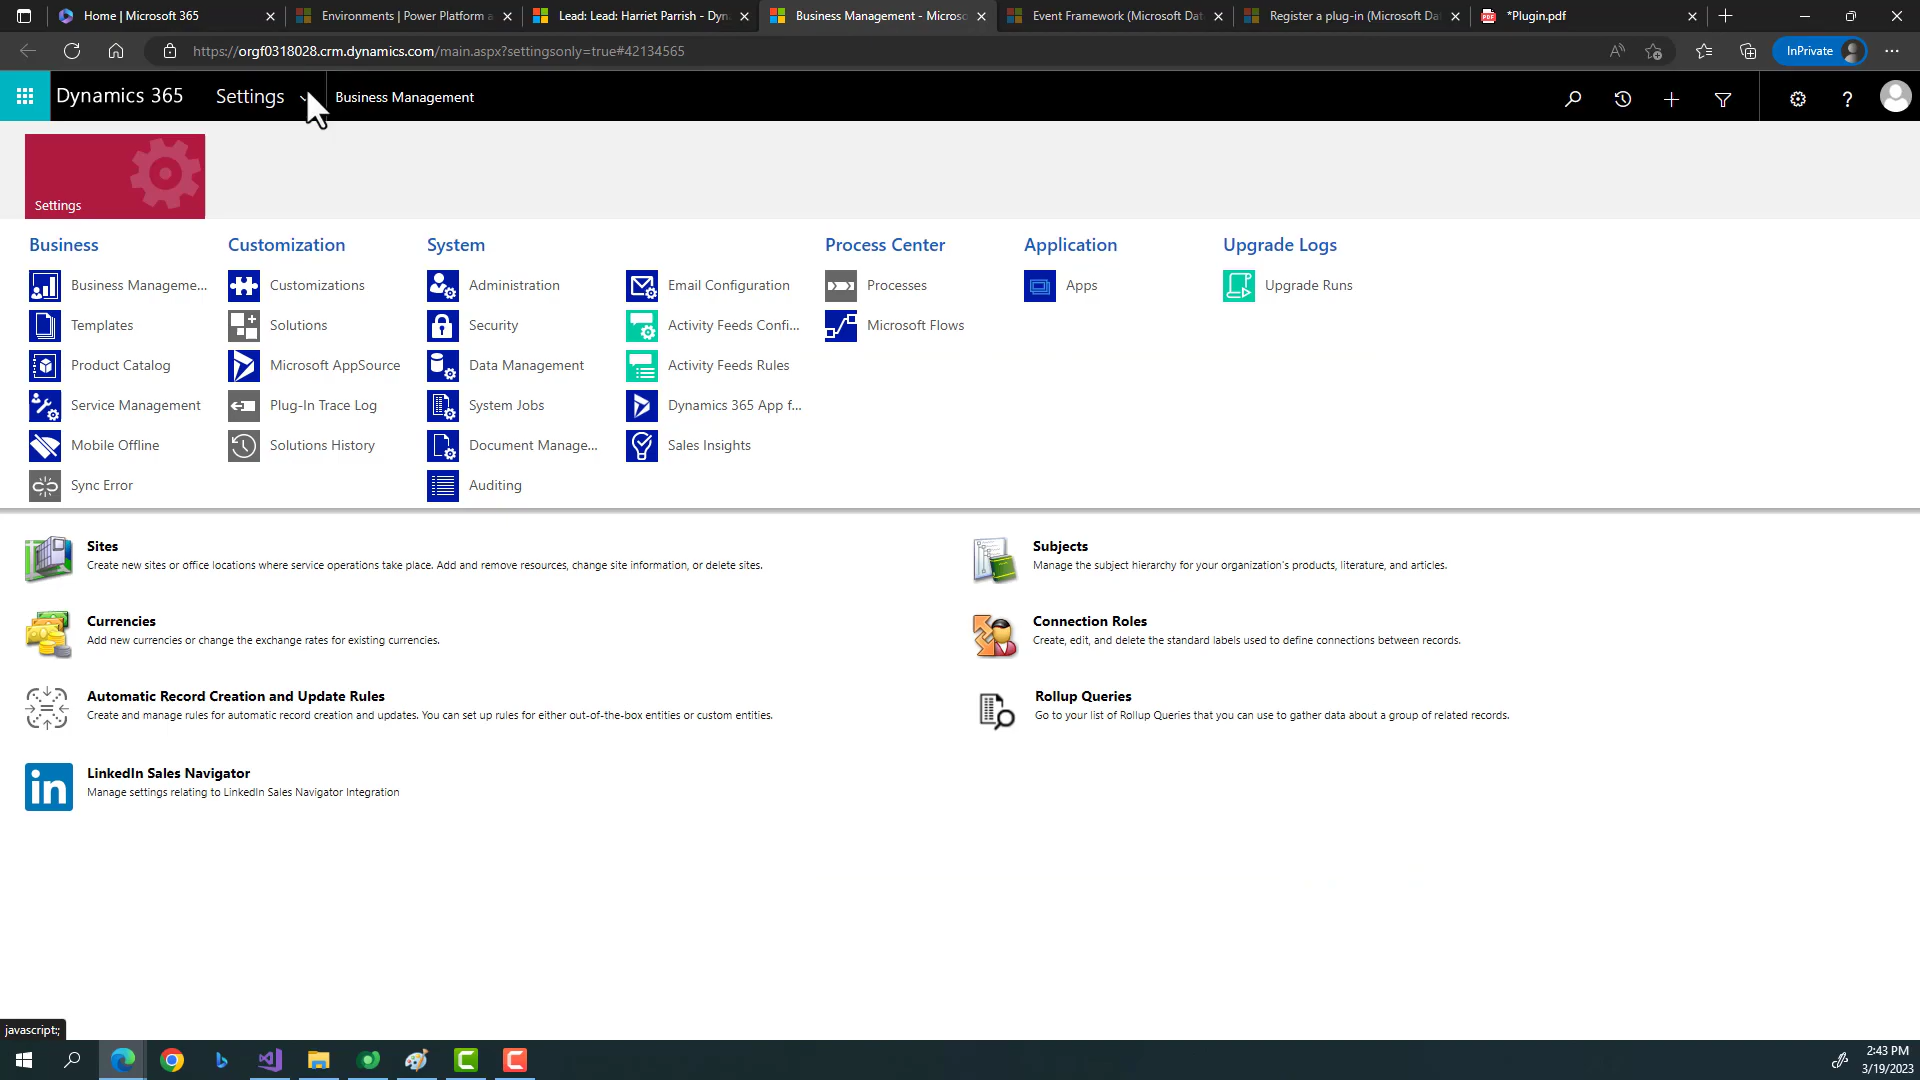 Home | Microsoft 365
Environments | Power Platform a
Lead: Lead: Harriet Parrish - Dyn
Business Management - Microso
Event Framework (Microsoft Dat
Register a plug-in (Microsoft Dat
*Plugin.pdf
https://orgf0318028.crm.dynamics.com/main.aspx?settingsonly=true#42134565
InPrivate
Dynamics 365
Settings
Business Management
Settings
Business
Customization
System
Process Center
Application
Upgrade Logs
Business Manageme...
Customizations
Administration
Email Configuration
Processes
Apps
Upgrade Runs
Templates
Solutions
Security
Activity Feeds Confi...
Microsoft Flows
Product Catalog
Microsoft AppSource
Data Management
Activity Feeds Rules
Service Management
Plug-In Trace Log
System Jobs
Dynamics 365 App f...
Mobile Offline
Solutions History
Document Manage...
Sales Insights
Sync Error
Auditing
Sites
Create new sites or office locations where service operations take place. Add and remove resources, change site information, or delete sites.
Subjects
Manage the subject hierarchy for your organization's products, literature, and articles.
Currencies
Add new currencies or change the exchange rates for existing currencies.
Connection Roles
Create, edit, and delete the standard labels used to define connections between records.
Automatic Record Creation and Update Rules
Create and manage rules for automatic record creation and updates. You can set up rules for either out-of-the-box entities or custom entities.
Rollup Queries
Go to your list of Rollup Queries that you can use to gather data about a group of related records.
LinkedIn Sales Navigator
Manage settings relating to LinkedIn Sales Navigator Integration
javascript:;
2:43 PM
3/19/2023